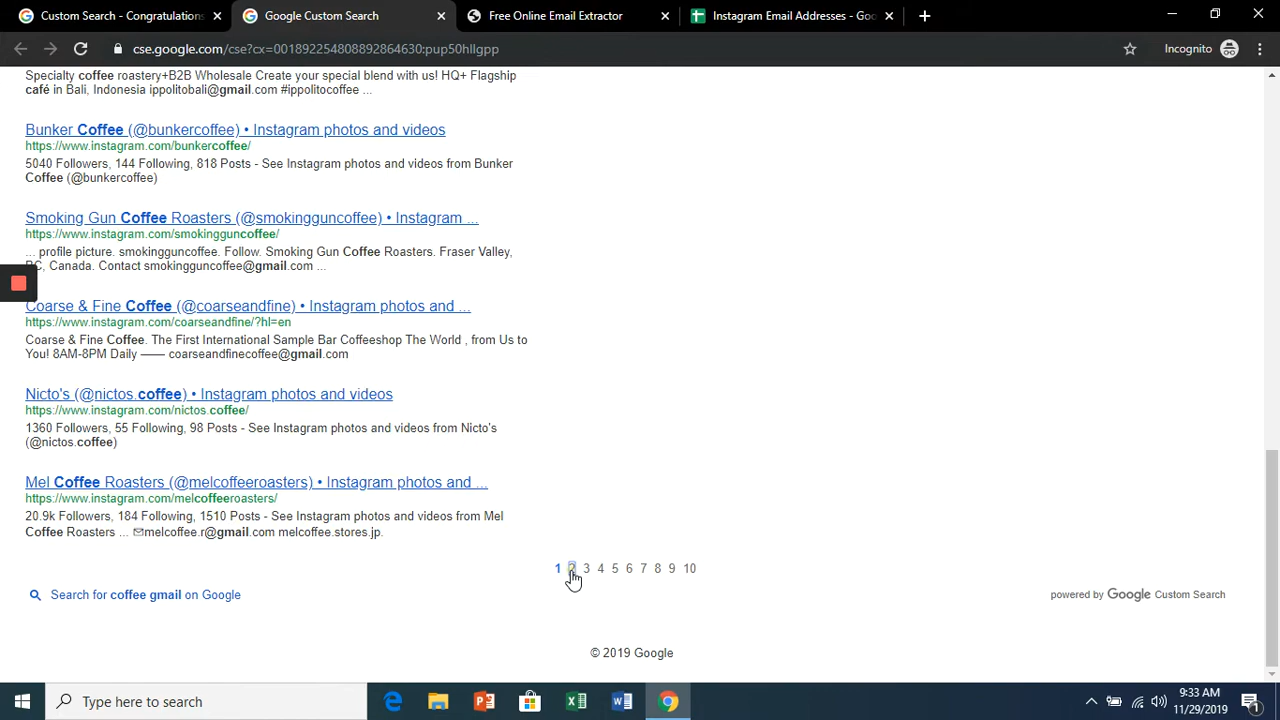 Custom Search - Congratulations
Google Custom Search
Free Online Email Extractor
Instagram Email Addresses - Goo
cse.google.com/cse?cx=001892254808892864630:pup50hllgpp
Incognito
Specialty coffee roastery+B2B Wholesale Create your special blend with us! HQ+ Flagship
café in Bali, Indonesia ippolitobali@gmail.com #ippolitocoffee ...
Bunker Coffee (@bunkercoffee) • Instagram photos and videos
https://www.instagram.com/bunkercoffee/
5040 Followers, 144 Following, 818 Posts - See Instagram photos and videos from Bunker
Coffee (@bunkercoffee)
Smoking Gun Coffee Roasters (@smokingguncoffee) • Instagram ...
https://www.instagram.com/smokingguncoffee/
... profile picture. smokingguncoffee. Follow. Smoking Gun Coffee Roasters. Fraser Valley,
BC, Canada. Contact smokingguncoffee@gmail.com ...
Coarse & Fine Coffee (@coarseandfine) • Instagram photos and ...
https://www.instagram.com/coarseandfine/?hl=en
Coarse & Fine Coffee. The First International Sample Bar Coffeeshop The World , from Us to
You! 8AM-8PM Daily —— coarseandfinecoffee@gmail.com
Nicto's (@nictos.coffee) • Instagram photos and videos
https://www.instagram.com/nictos.coffee/
1360 Followers, 55 Following, 98 Posts - See Instagram photos and videos from Nicto's
(@nictos.coffee)
Mel Coffee Roasters (@melcoffeeroasters) • Instagram photos and ...
https://www.instagram.com/melcoffeeroasters/
20.9k Followers, 184 Following, 1510 Posts - See Instagram photos and videos from Mel
Coffee Roasters ... ✉melcoffee.r@gmail.com melcoffee.stores.jp.
1 2 3 4 5 6 7 8 9 10
Search for coffee gmail on Google
powered by Google Custom Search
© 2019 Google
Type here to search
9:33 AM
11/29/2019
1